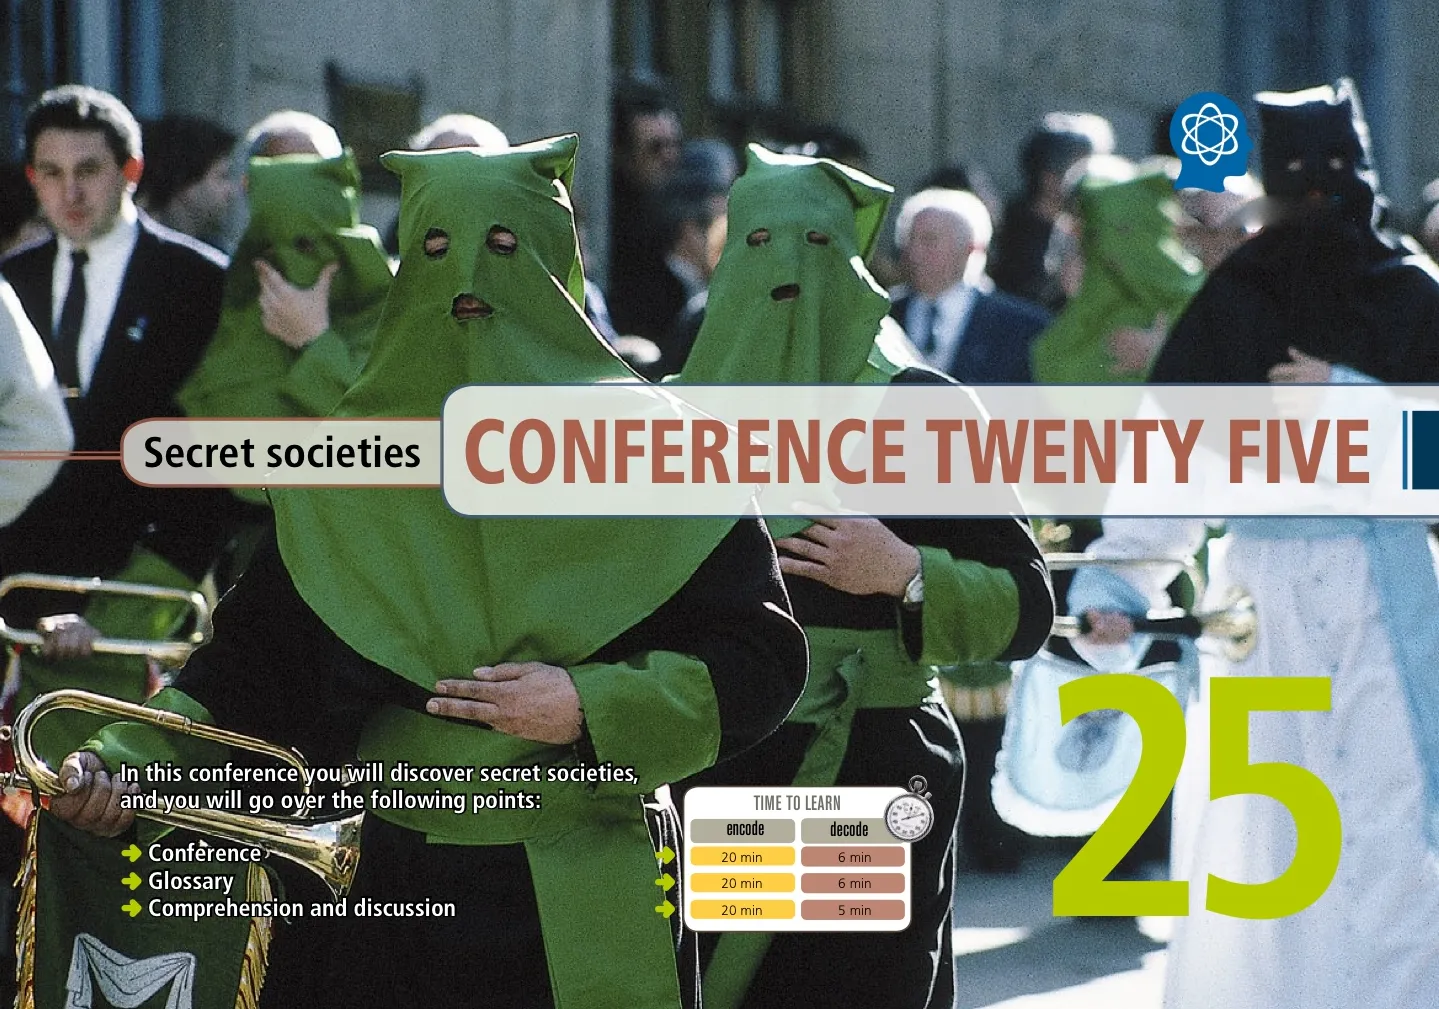 Secret societies
CONFERENCE TWENTY FIVE
25
In this conference you will discover secret societies,
and you will go over the following points:
Conference
Glossary
Comprehension and discussion
TIME TO LEARN
encode decode
20 min 6 min
20 min 6 min
20 min 5 min